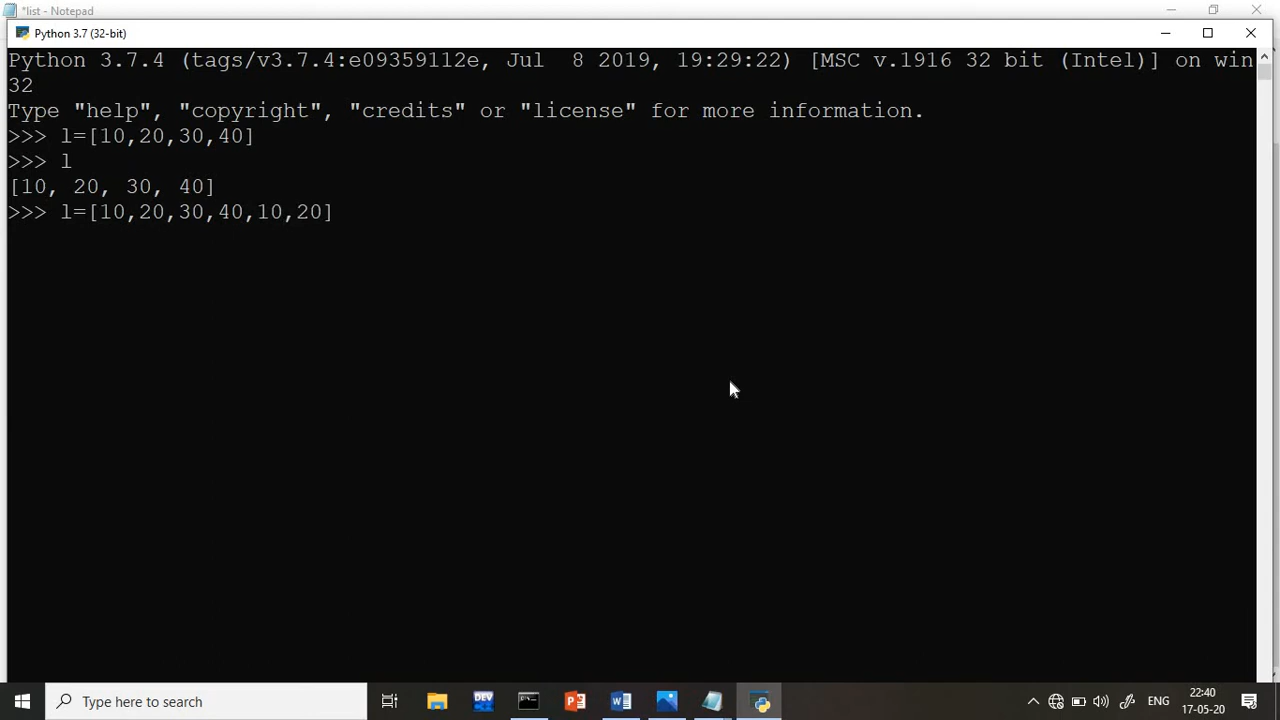 *list - Notepad
Python 3.7 (32-bit)
Python 3.7.4 (tags/v3.7.4:e09359112e, Jul  8 2019, 19:29:22) [MSC v.1916 32 bit (Intel)] on win
32
Type "help", "copyright", "credits" or "license" for more information.
>>> l=[10,20,30,40]
>>> l
[10, 20, 30, 40]
>>> l=[10,20,30,40,10,20]
Type here to search
DEV
P
W
ENG
22:40
17-05-20